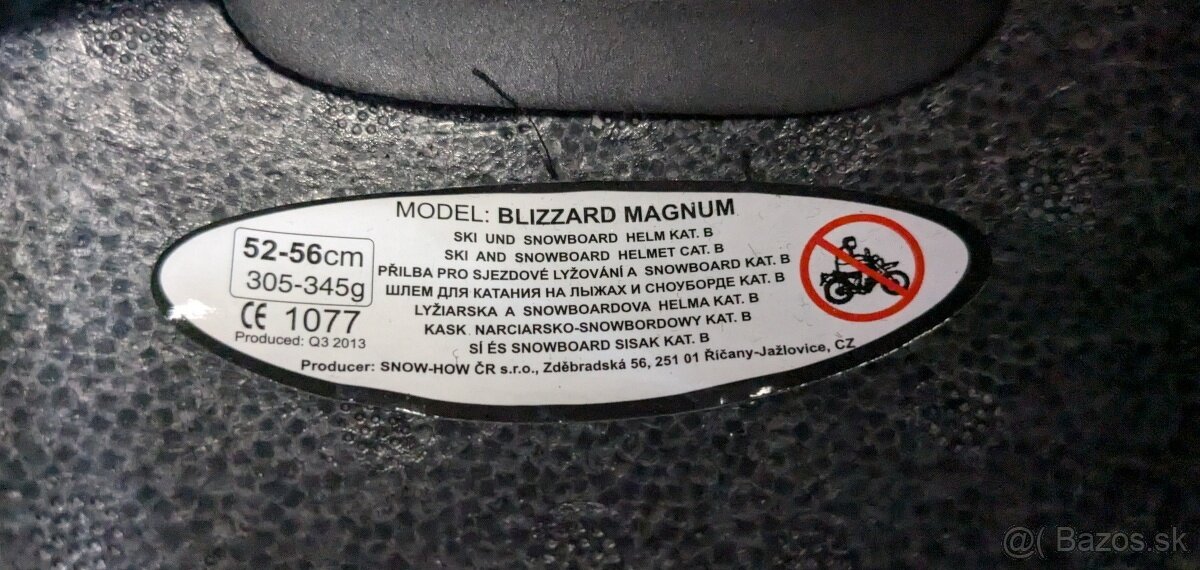 MODEL: BLIZZARD MAGNUM
52-56cm
305-345g
CE 1077
Produced: Q3 2013
SKI UND SNOWBOARD HELM KAT. B
SKI AND SNOWBOARD HELMET CAT. B
PŘILBA PRO SJEZDOVÉ LYŽOVÁNÍ A SNOWBOARD KAT. B
ШЛЕМ ДЛЯ КАТАНИЯ НА ЛЫЖАХ И СНОУБОРДЕ КАТ. B
LYŽIARSKA A SNOWBOARDOVA HELMA KAT. B
KASK NARCIARSKO-SNOWBORDOWY KAT. B
SÍ ÉS SNOWBOARD SISAK KAT. B
Producer: SNOW-HOW ČR s.r.o., Zděbradská 56, 251 01 Říčany-Jažlovice, CZ
@( Bazos.sk